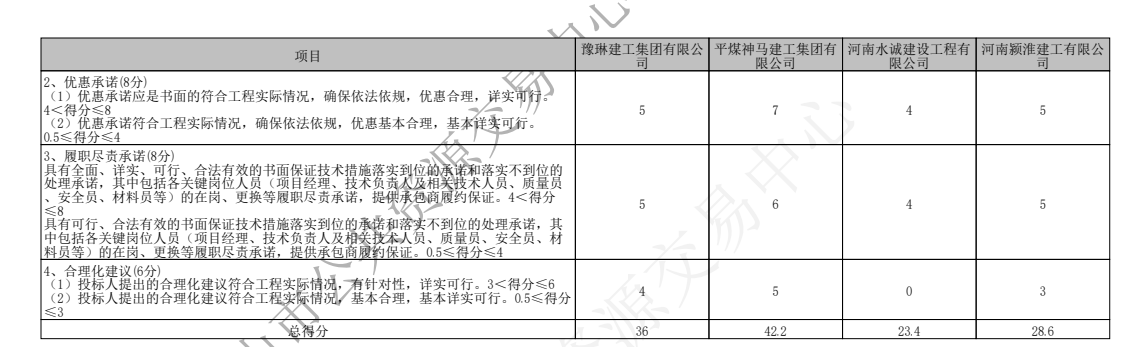 项目
豫琳建工集团有限公
司
平煤神马建工集团有
限公司
河南水诚建设工程有
限公司
河南颍淮建工有限公
司
2、优惠承诺(8分)
（1）优惠承诺应是书面的符合工程实际情况，确保依法依规，优惠合理，详实可行。
4＜得分≤8
（2）优惠承诺符合工程实际情况，确保依法依规，优惠基本合理，基本详实可行。
0.5≤得分≤4
5
7
4
5
3、履职尽责承诺(8分)
具有全面、详实、可行、合法有效的书面保证技术措施落实到位的承诺和落实不到位的
处理承诺，其中包括各关键岗位人员（项目经理、技术负责人及相关技术人员、质量员
、安全员、材料员等）的在岗、更换等履职尽责承诺，提供承包商履约保证。4＜得分
≤8
具有可行、合法有效的书面保证技术措施落实到位的承诺和落实不到位的处理承诺，其
中包括各关键岗位人员（项目经理、技术负责人及相关技术人员、质量员、安全员、材
料员等）的在岗、更换等履职尽责承诺，提供承包商履约保证。0.5≤得分≤4
5
6
4
5
4、合理化建议(6分)
（1）投标人提出的合理化建议符合工程实际情况，有针对性，详实可行。3＜得分≤6
（2）投标人提出的合理化建议符合工程实际情况，基本合理，基本详实可行。0.5≤得分
≤3
4
5
0
3
总得分
36
42.2
23.4
28.6
市公共资源交易中心
资源交易中心